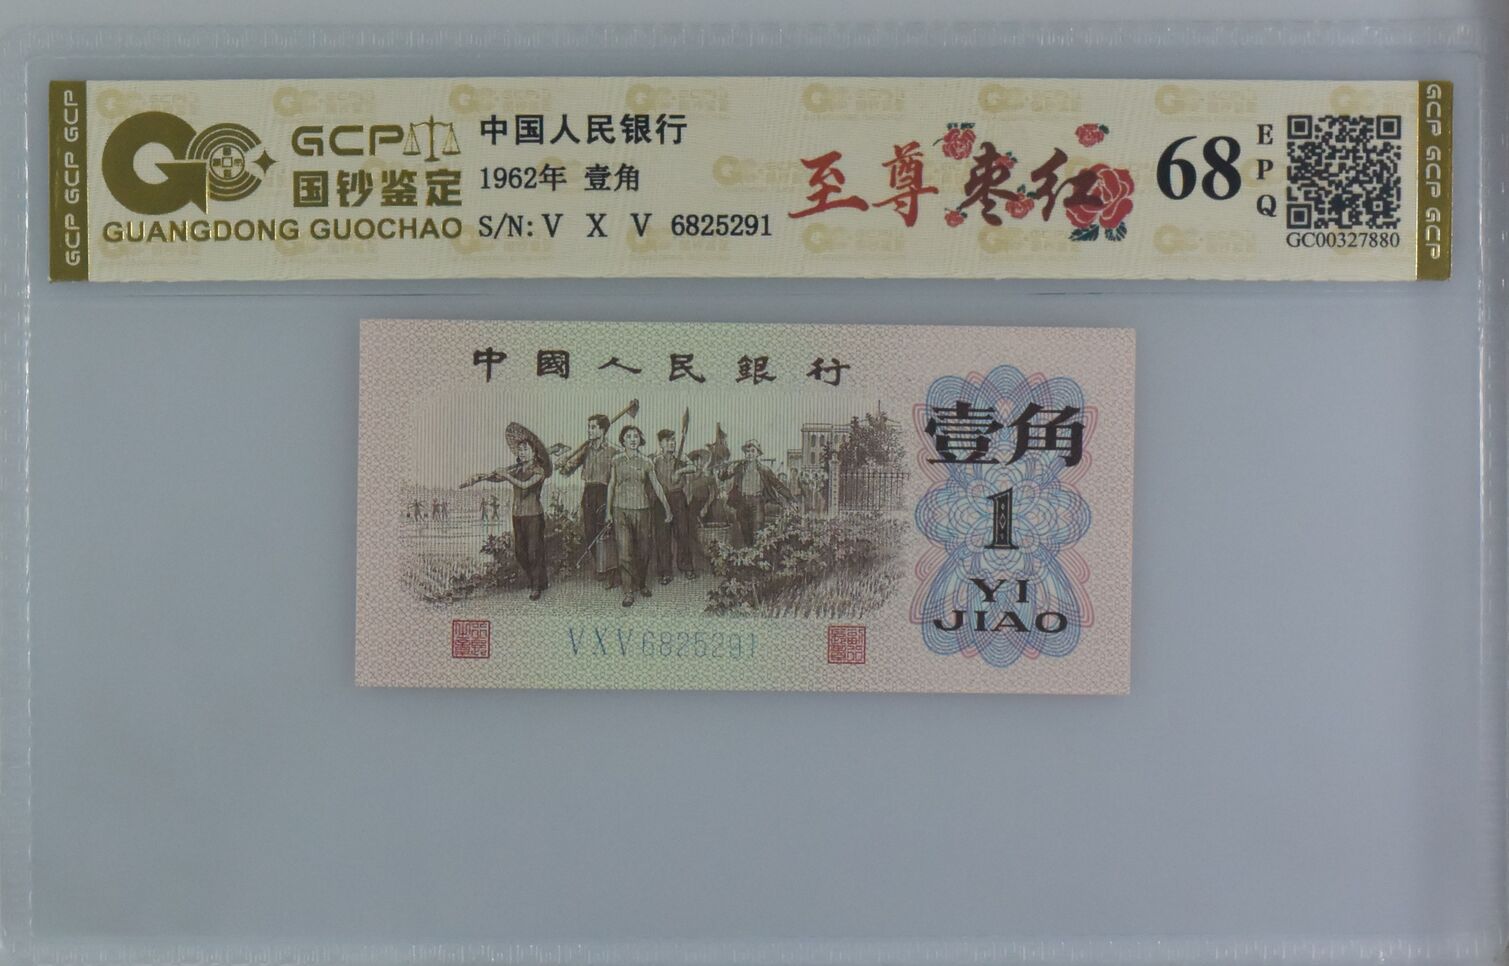 GCP GCP GCP
GCP
国钞鉴定
GUANGDONG GUOCHAO
中国人民银行
1962年 壹角
S/N: V X V 6825291
至尊枣红
68
EPQ
GC00327880
GCP GCP GCP
中國人民銀行
壹角
1
YI
JIAO
VXV6825291